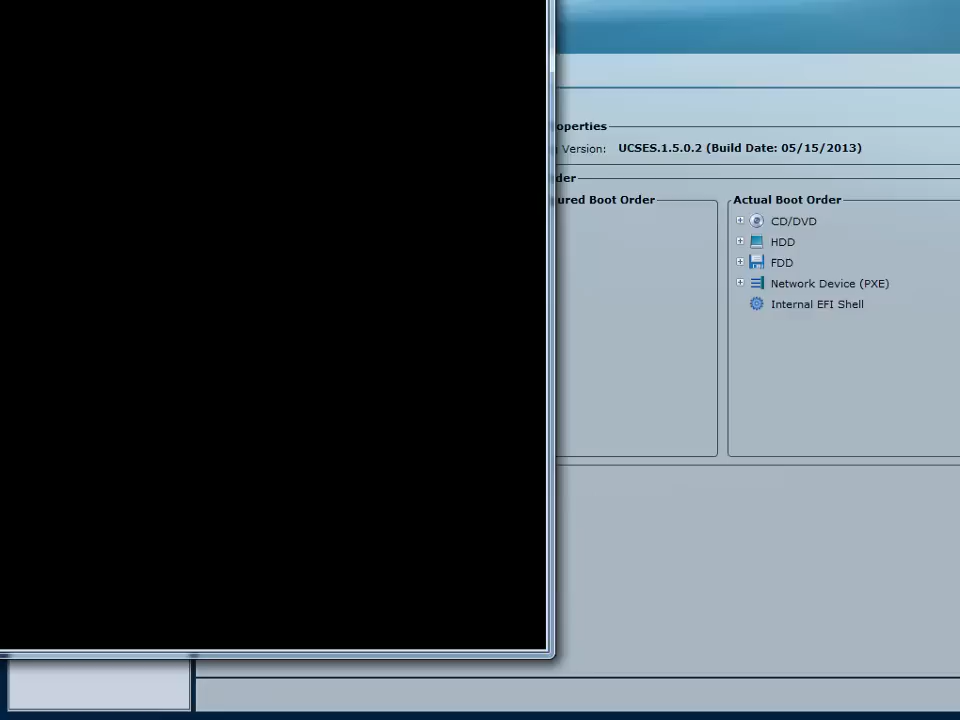 operties
Version: UCSES.1.5.0.2 (Build Date: 05/15/2013)
der
ured Boot Order
Actual Boot Order
CD/DVD
HDD
FDD
Network Device (PXE)
Internal EFI Shell